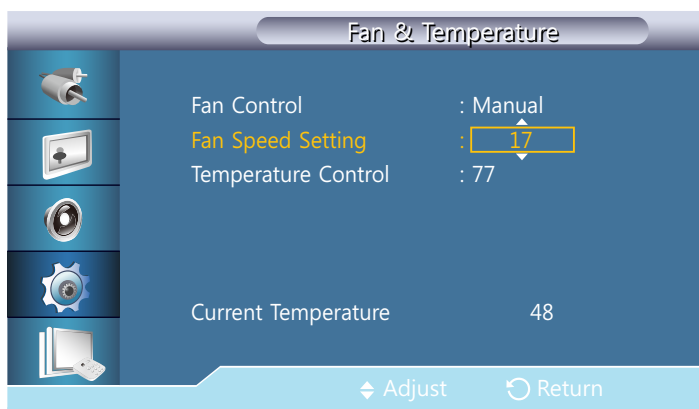 Fan & Temperature
Fan Control : Manual
Fan Speed Setting : 17
Temperature Control : 77
Current Temperature 48
Adjust Return